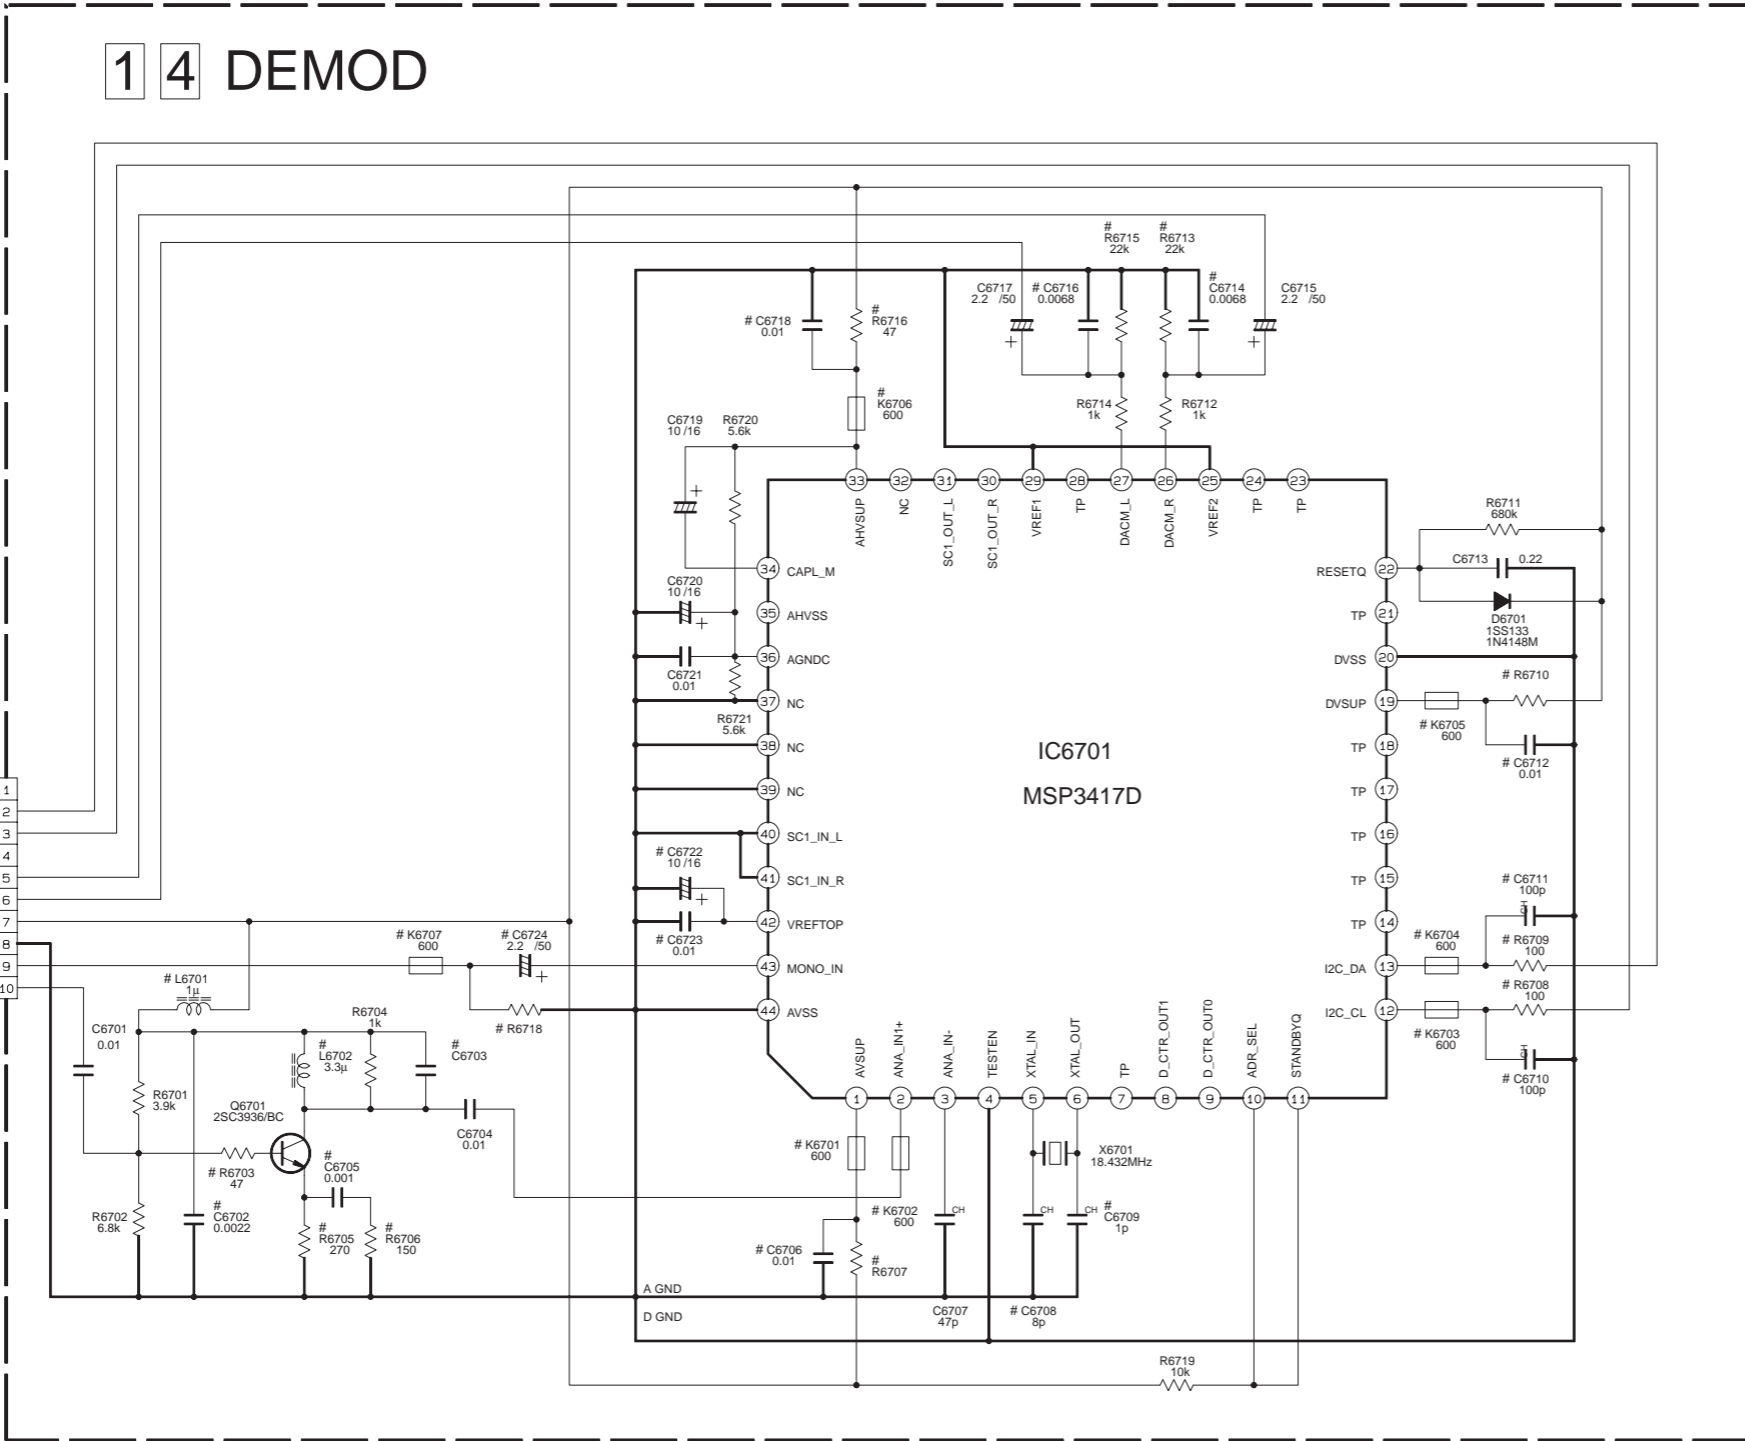 1 4 DEMOD
#
R6715
22k
#
R6713
22k
C6717
2.2 /50
# C6716
0.0068
#
C6714
0.0068
C6715
2.2 /50
# C6718
0.01
#
R6716
47
#
K6706
600
R6714
1k
R6712
1k
C6719
10 /16
R6720
5.6k
+
+
+
33
32
31
30
29
28
27
26
25
24
23
AHVSUP
NC
SC1_OUT_L
SC1_OUT_R
VREF1
TP
DACM_L
DACM_R
VREF2
TP
TP
R6711
680k
34 CAPL_M
RESETQ 22
C6713 0.22
C6720
10 /16
+
35 AHVSS
TP 21
D6701
1SS133
1N4148M
36 AGNDC
DVSS 20
C6721
0.01
# R6710
37 NC
DVSUP 19
R6721
5.6k
# K6705
600
38 NC
IC6701
TP 18
# C6712
0.01
39 NC
MSP3417D
TP 17
40 SC1_IN_L
TP 16
# C6722
10 /16
+
41 SC1_IN_R
TP 15
# C6711
100p
CH
42 VREFTOP
TP 14
# C6723
0.01
# K6704
600
# R6709
100
# K6707
600
# C6724
2.2 /50
+
43 MONO_IN
I2C_DA 13
# R6708
100
# R6718
44 AVSS
I2C_CL 12
# K6703
600
CH
# C6710
100p
1
2
3
4
5
6
7
8
9
10
# L6701
1μ
C6701
0.01
R6704
1k
#
L6702
3.3μ
#
C6703
R6701
3.9k
Q6701
2SC3936/BC
C6704
0.01
# R6703
47
#
C6705
0.001
R6702
6.8k
#
C6702
0.0022
#
R6705
270
#
R6706
150
AVSUP
ANA_IN1+
ANA_IN-
TESTEN
XTAL_IN
XTAL_OUT
TP
D_CTR_OUT1
D_CTR_OUT0
ADR_SEL
STANDBYQ
1
2
3
4
5
6
7
8
9
10
11
# K6701
600
X6701
18.432MHz
# K6702
600
CH
CH
CH
#
C6709
1p
# C6706
0.01
#
R6707
A GND
D GND
C6707
47p
# C6708
8p
R6719
10k